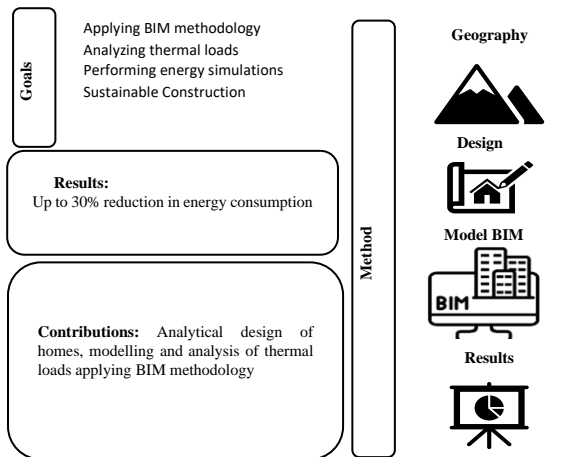 Goals
Applying BIM methodology
Analyzing thermal loads
Performing energy simulations
Sustainable Construction
Results:
Up to 30% reduction in energy consumption
Contributions: Analytical design of
homes, modelling and analysis of thermal
loads applying BIM methodology
Method
Geography
Design
Model BIM
BIM
Results